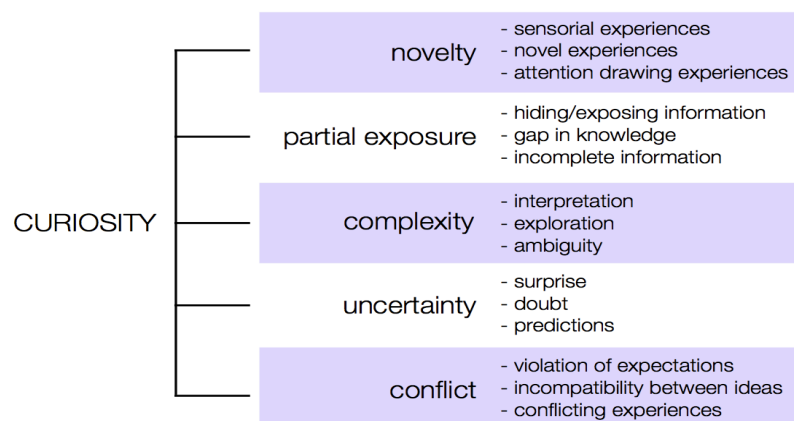 CURIOSITY
novelty
- sensorial experiences
- novel experiences
- attention drawing experiences
partial exposure
- hiding/exposing information
- gap in knowledge
- incomplete information
complexity
- interpretation
- exploration
- ambiguity
uncertainty
- surprise
- doubt
- predictions
conflict
- violation of expectations
- incompatibility between ideas
- conflicting experiences